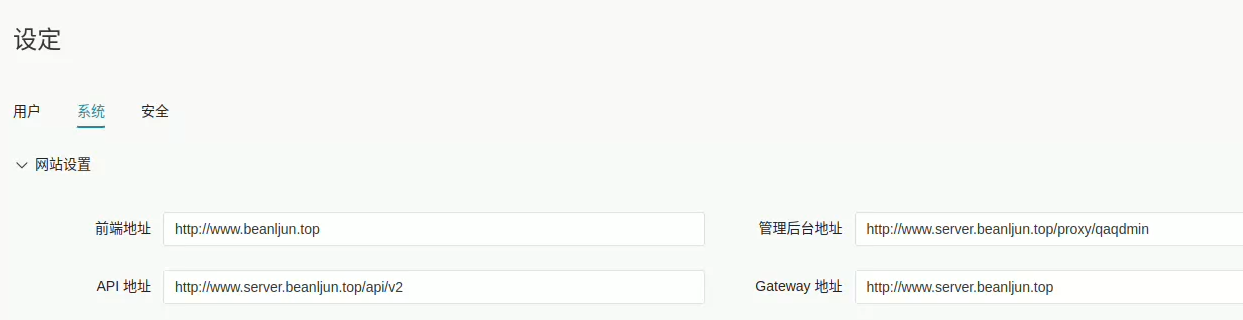 设定
用户 系统 安全
网站设置
前端地址 http://www.beanljun.top 管理后台地址 http://www.server.beanljun.top/proxy/qaqdmin
API 地址 http://www.server.beanljun.top/api/v2 Gateway 地址 http://www.server.beanljun.top